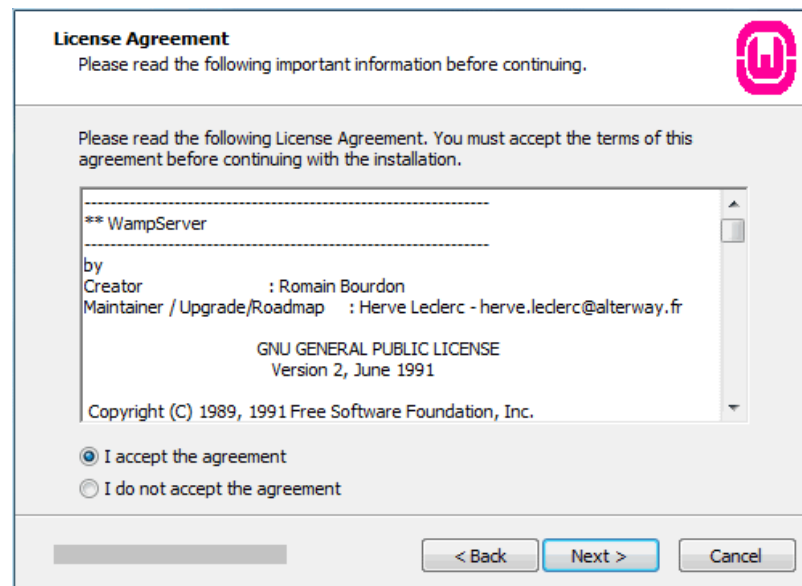 License Agreement
Please read the following important information before continuing.
Please read the following License Agreement. You must accept the terms of this
agreement before continuing with the installation.
----------------------------------------------------------------
** WampServer
----------------------------------------------------------------
by
Creator : Romain Bourdon
Maintainer / Upgrade/Roadmap : Herve Leclerc - herve.leclerc@alterway.fr
GNU GENERAL PUBLIC LICENSE
Version 2, June 1991
Copyright (C) 1989, 1991 Free Software Foundation, Inc.
I accept the agreement
I do not accept the agreement
< Back
Next >
Cancel